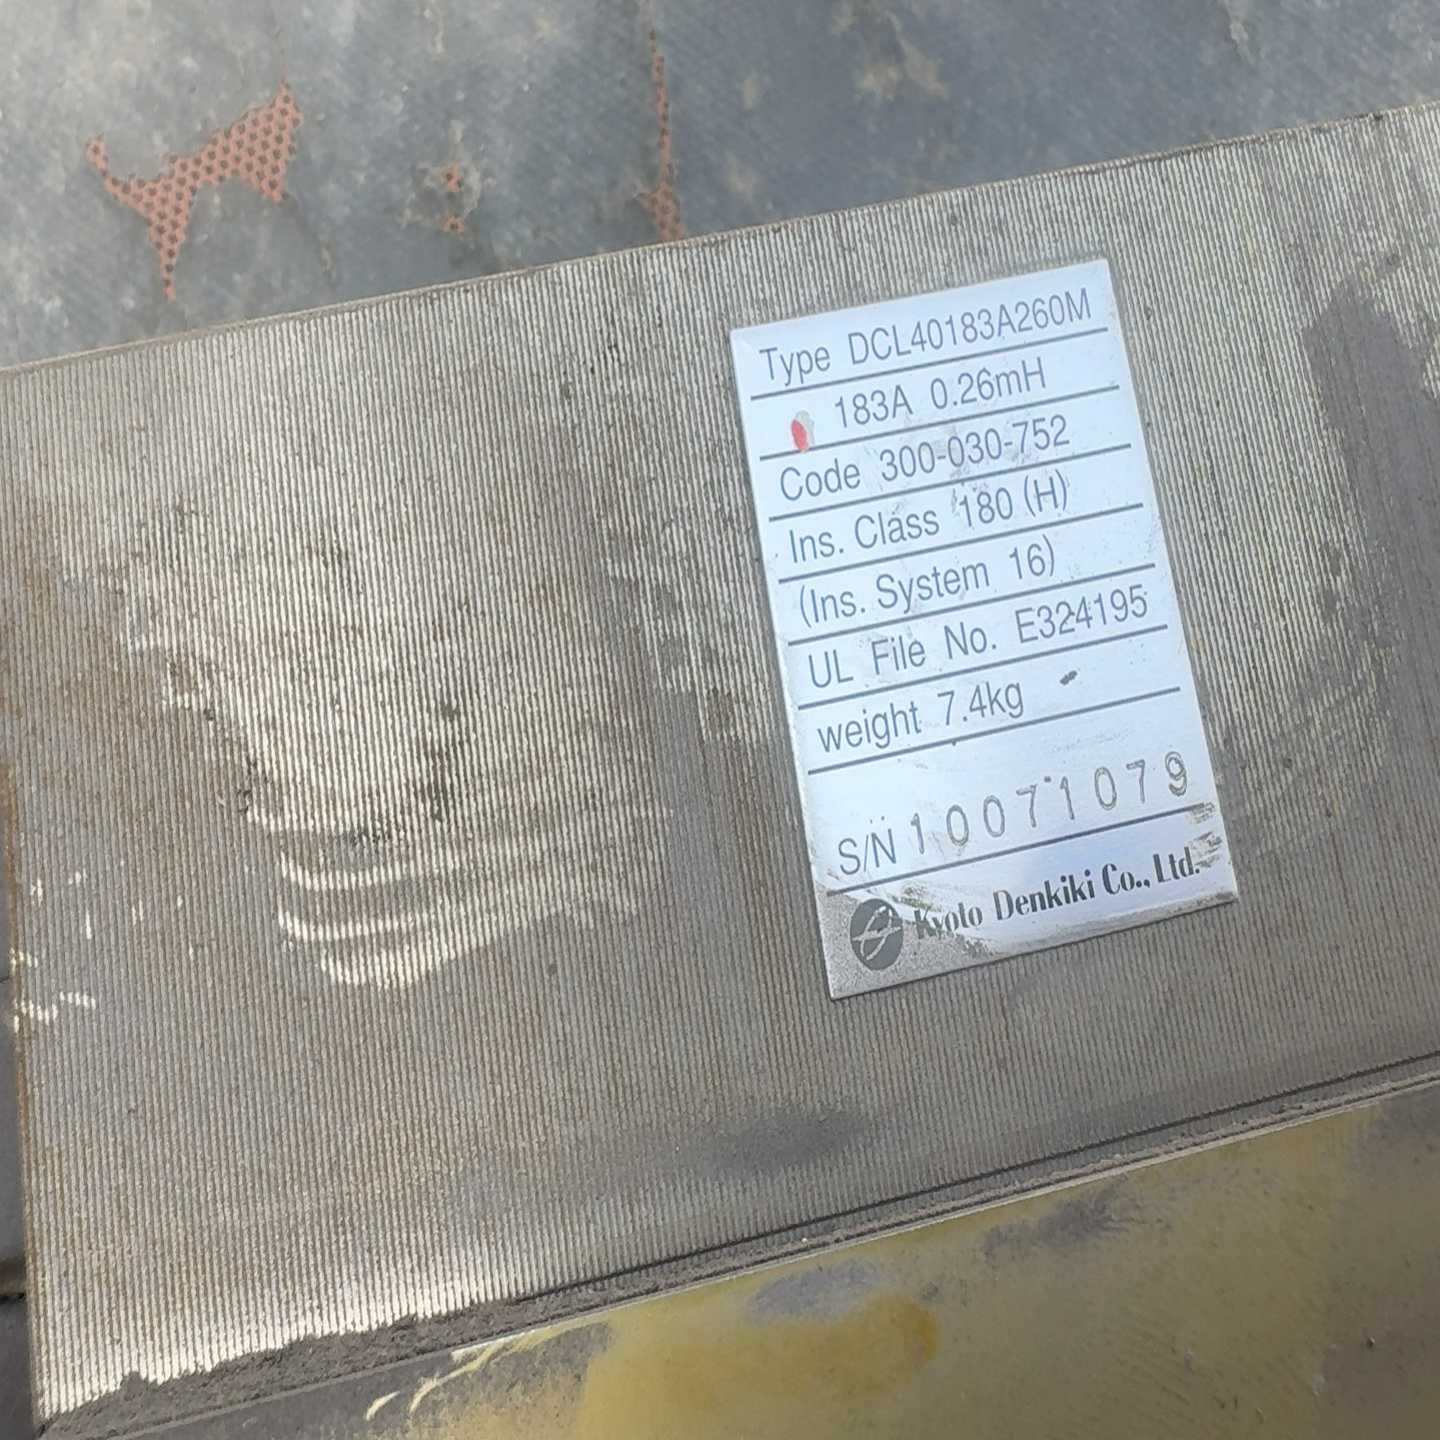 Type DCL40183A260M
183A 0.26mH
Code 300-030-752
Ins. Class 180 (H)
(Ins. System 16)
UL File No. E324195
weight 7.4kg
S/N 10071079
Kyoto Denkiki Co., Ltd.